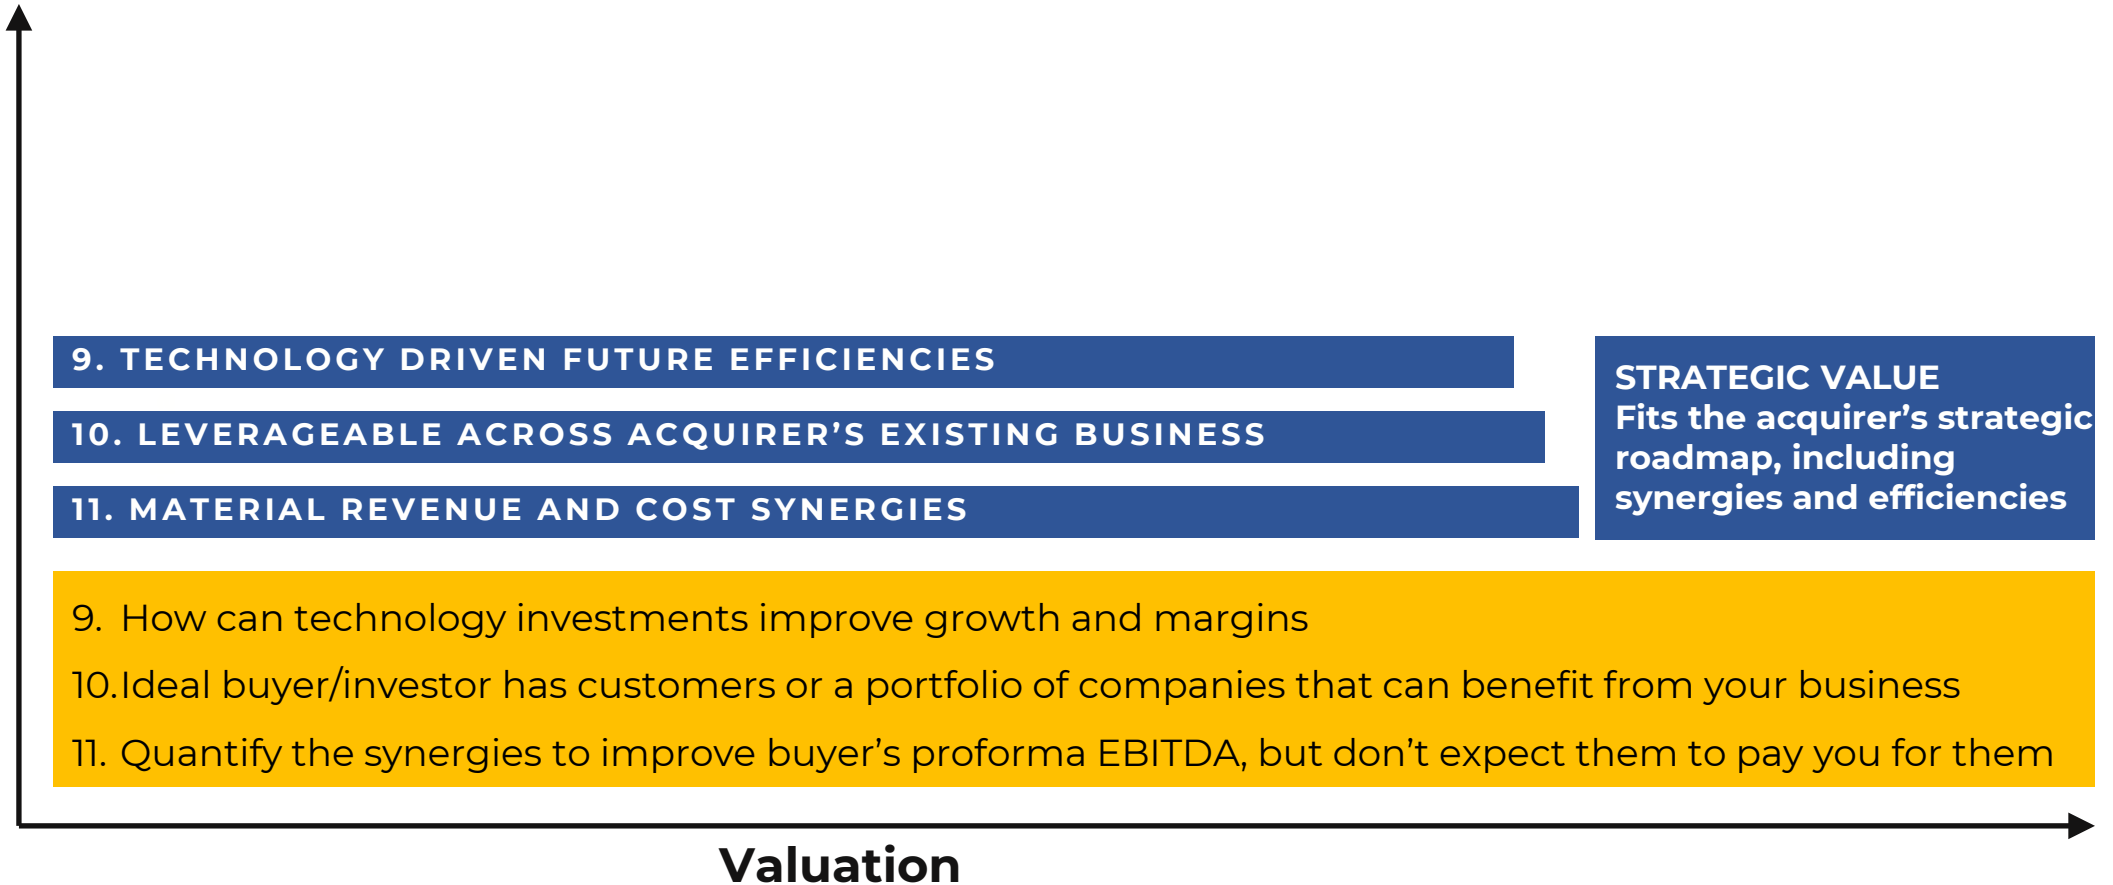 9. TECHNOLOGY DRIVEN FUTURE EFFICIENCIES
10. LEVERAGEABLE ACROSS ACQUIRER’S EXISTING BUSINESS
11. MATERIAL REVENUE AND COST SYNERGIES
STRATEGIC VALUE
Fits the acquirer’s strategic
roadmap, including
synergies and efficiencies
9. How can technology investments improve growth and margins
10. Ideal buyer/investor has customers or a portfolio of companies that can benefit from your business
11. Quantify the synergies to improve buyer’s proforma EBITDA, but don’t expect them to pay you for them
Valuation